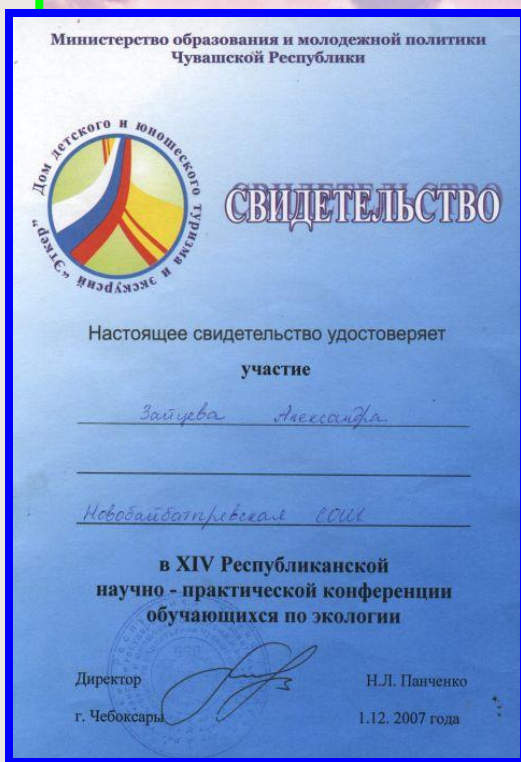 Министерство образования и молодежной политики
Чувашской Республики
Дом детского и юношеского туризма и экскурсий "Эткер"
СВИДЕТЕЛЬСТВО
Настоящее свидетельство удостоверяет
участие
Зайцева Александра
Новобайбатыревская СОШ
в XIV Республиканской
научно - практической конференции
обучающихся по экологии
Директор
Н.Л. Панченко
г. Чебоксары
1.12. 2007 года